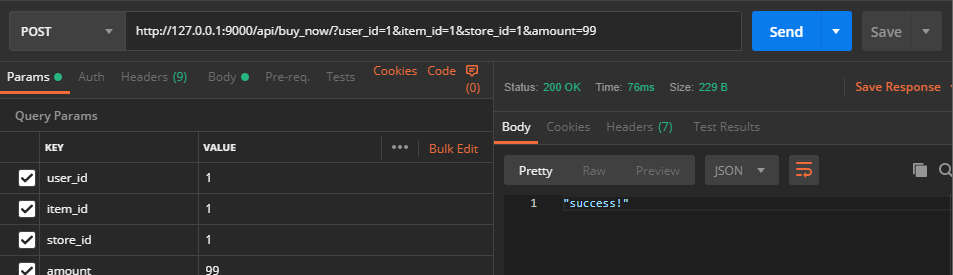 POST http://127.0.0.1:9000/api/buy_now/?user_id=1&item_id=1&store_id=1&amount=99 Send Save
Params Auth Headers (9) Body Pre-req. Tests Cookies Code (0)
Query Params
KEY VALUE ••• Bulk Edit
user_id 1
item_id 1
store_id 1
amount 99
Status: 200 OK Time: 76ms Size: 229 B Save Response
Body Cookies Headers (7) Test Results
Pretty Raw Preview JSON
1 "success!"